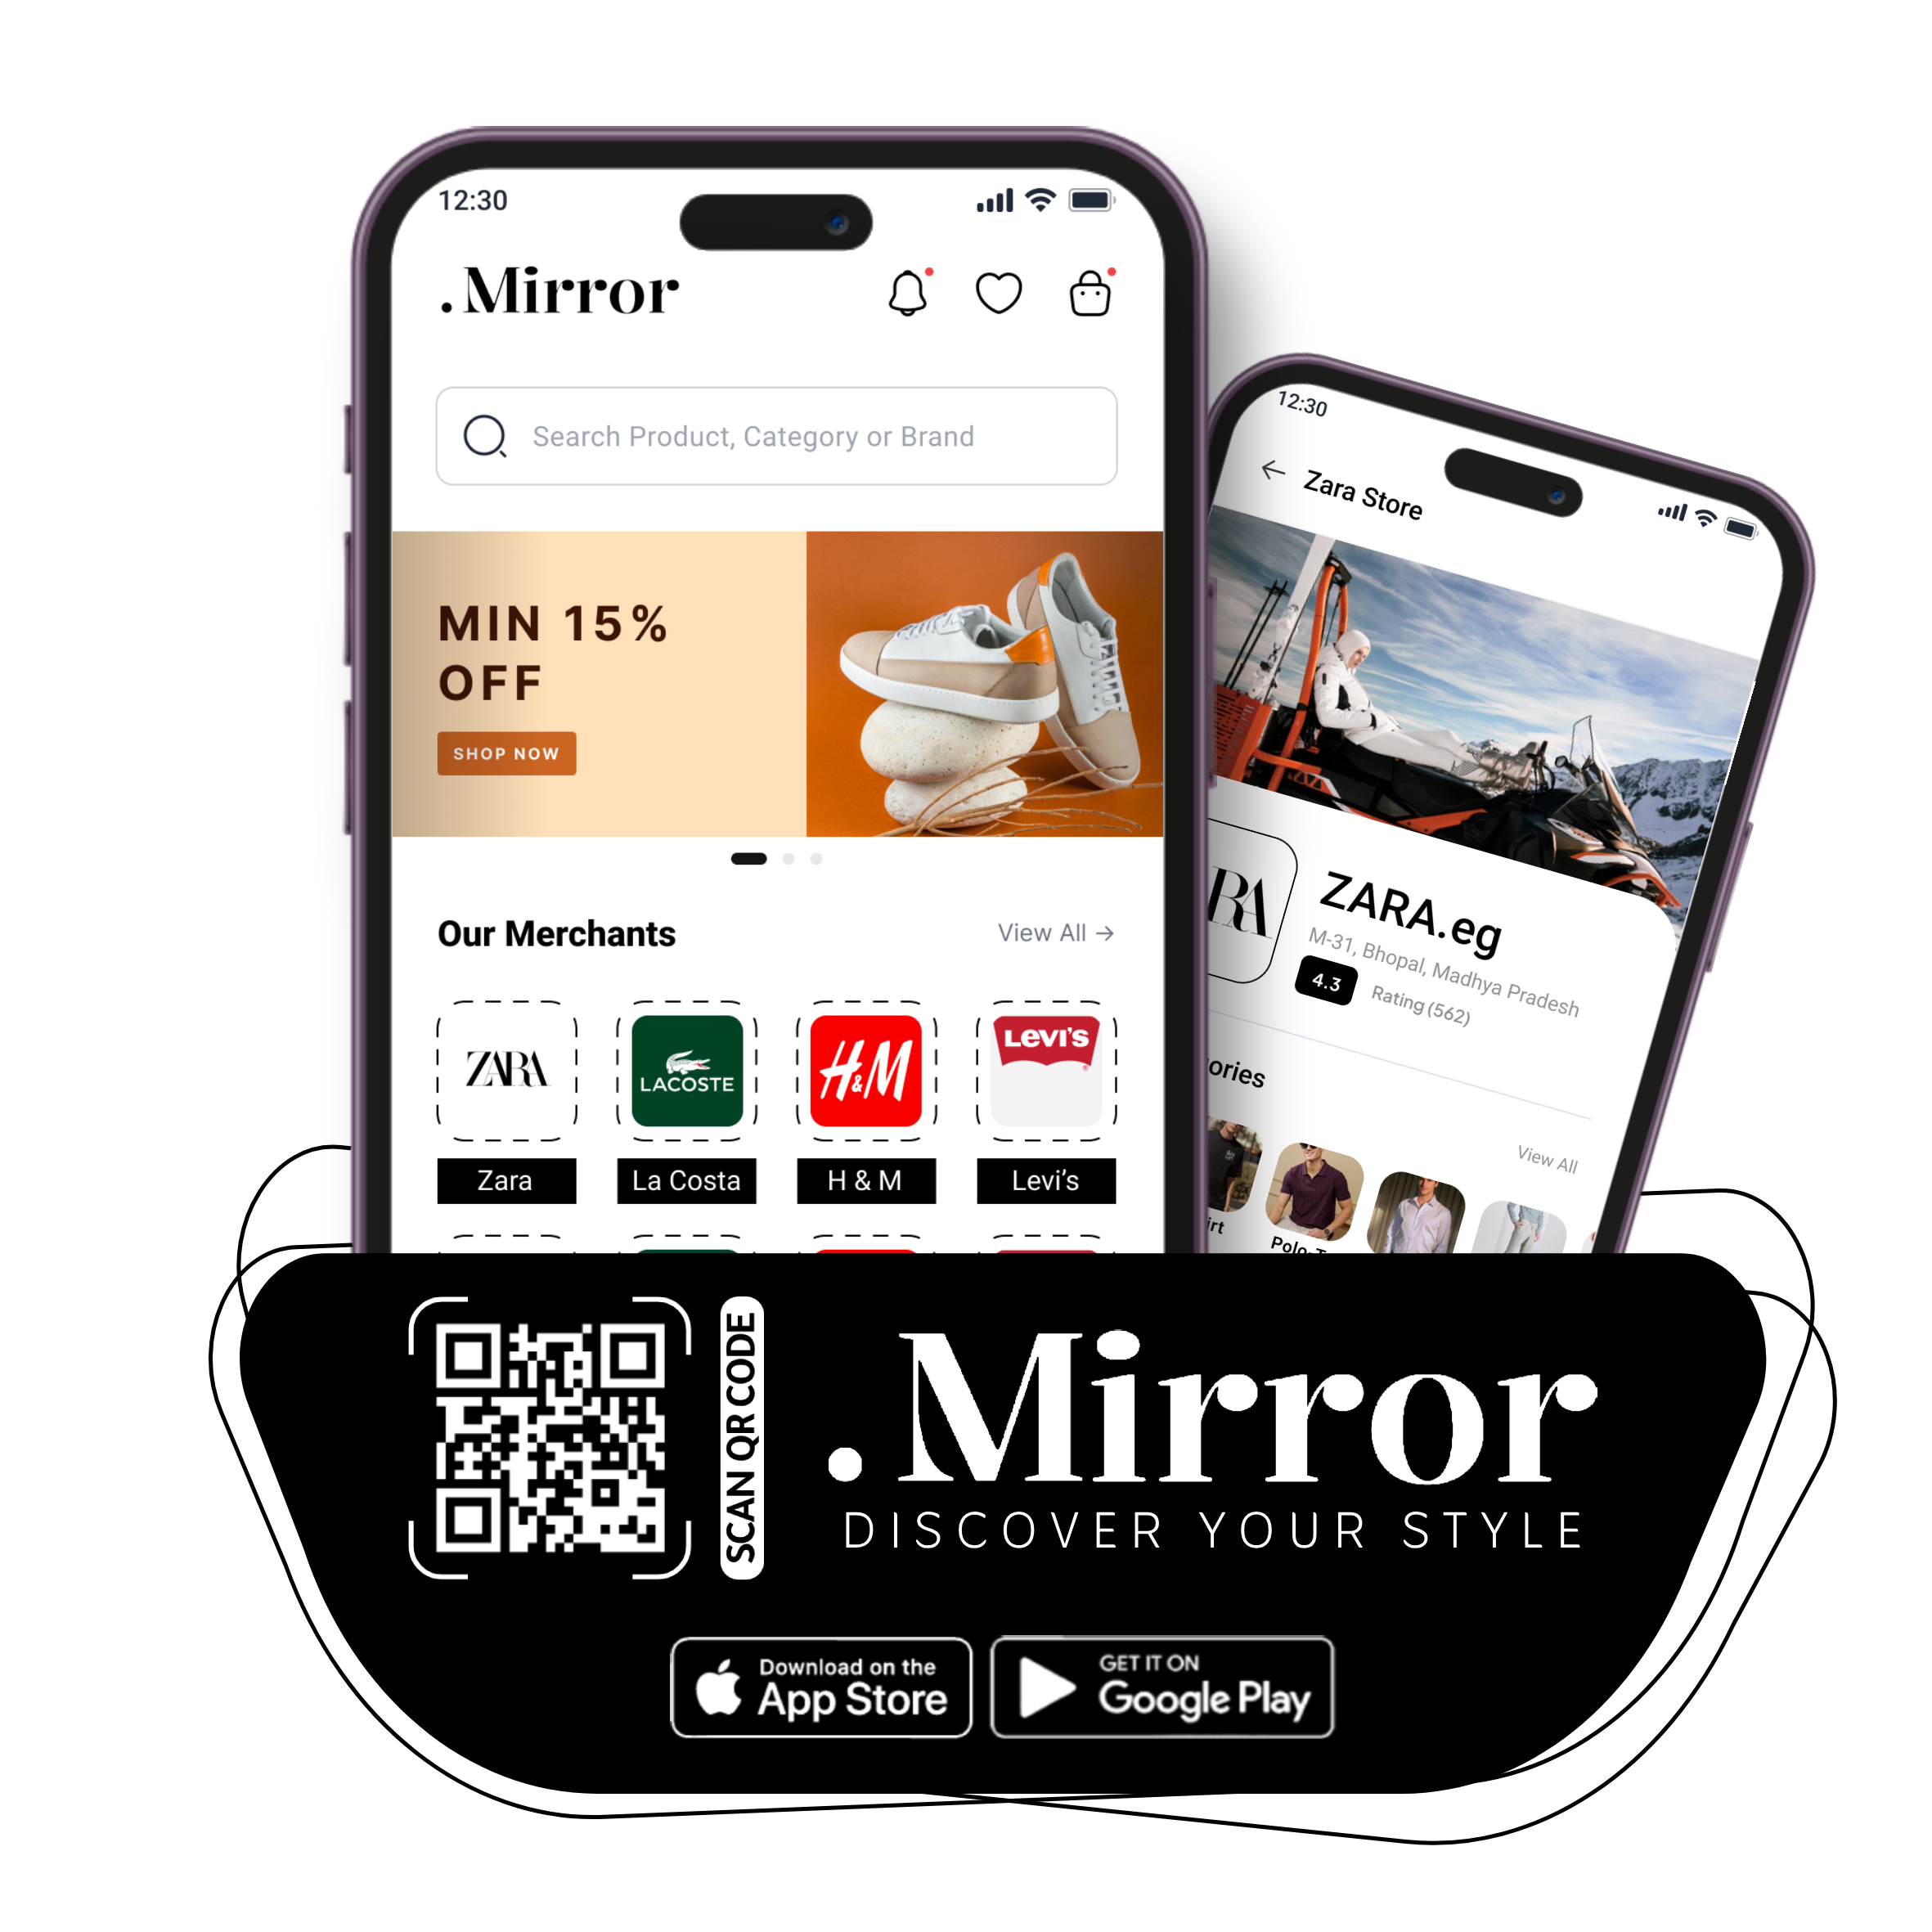 12:30
.Mirror
Search Product, Category or Brand
MIN 15%
OFF
SHOP NOW
Our Merchants
View All →
ZARA
LACOSTE
H&M
LEVI'S
®
Zara
La Costa
H & M
Levi’s
12:30
← Zara Store
RA
ZARA.eg
M-31, Bhopal, Madhya Pradesh
4.3
Rating (562)
ories
View All
irt
Polo-T
SCAN QR CODE
.Mirror
DISCOVER YOUR STYLE
Download on the
App Store
GET IT ON
Google Play